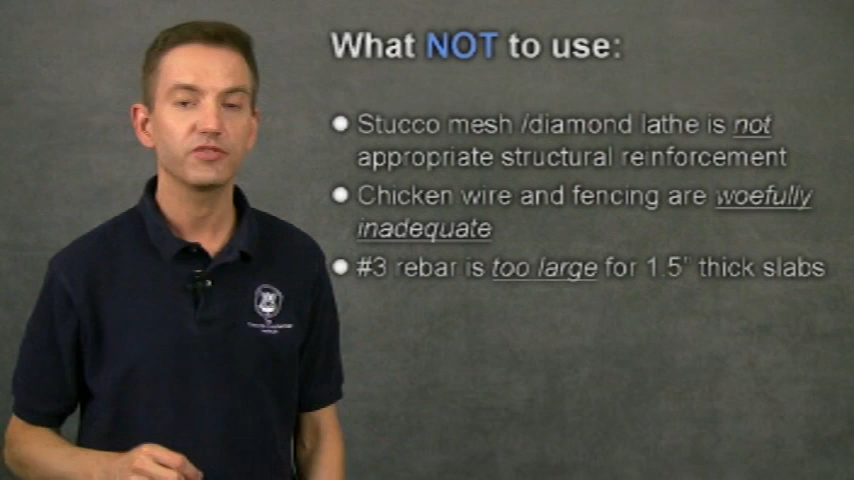 What NOT to use:
Stucco mesh /diamond lathe is not
appropriate structural reinforcement
Chicken wire and fencing are woefully
inadequate
#3 rebar is too large for 1.5" thick slabs